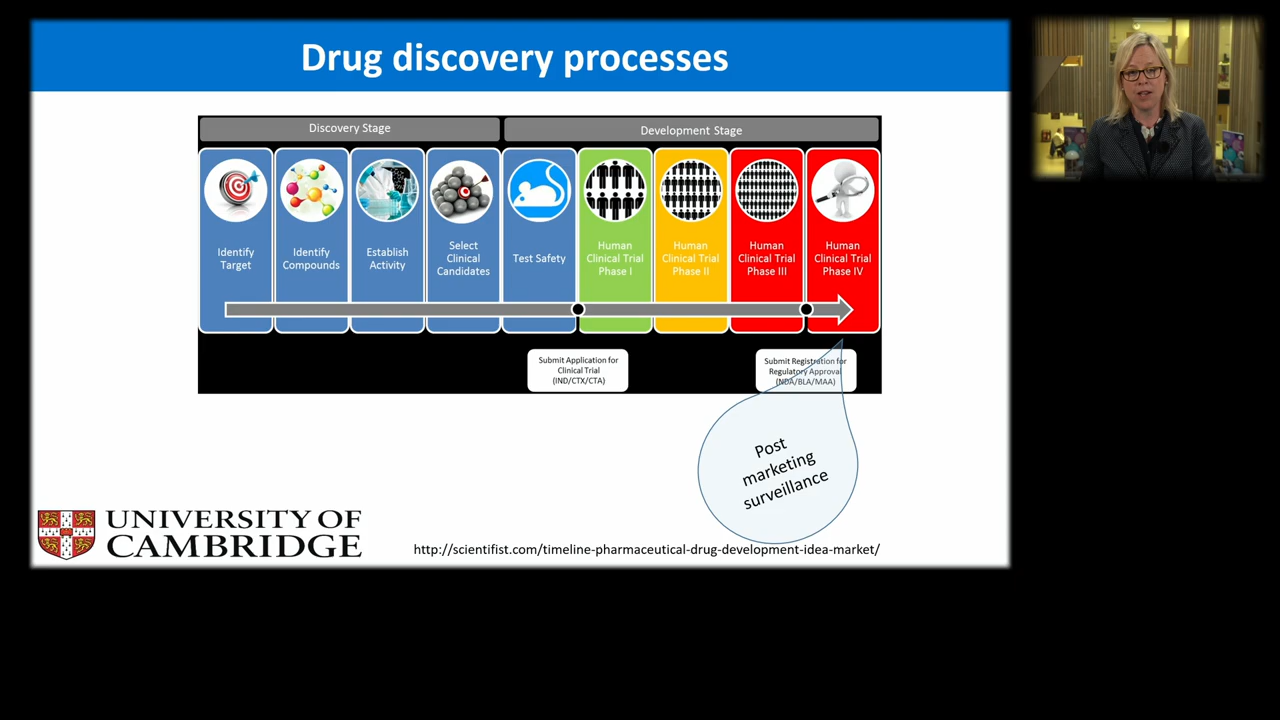 Drug discovery processes
Discovery Stage
Development Stage
Identify
Target
Identify
Compounds
Establish
Activity
Select
Clinical
Candidates
Test Safety
Human
Clinical Trial
Phase I
Human
Clinical Trial
Phase II
Human
Clinical Trial
Phase III
Human
Clinical Trial
Phase IV
Submit Application for
Clinical Trial
(IND/CTX/CTA)
Submit Registration for
Regulatory Approval
(NDA/BLA/MAA)
Post
marketing
surveillance
UNIVERSITY OF
CAMBRIDGE
http://scientifist.com/timeline-pharmaceutical-drug-development-idea-market/